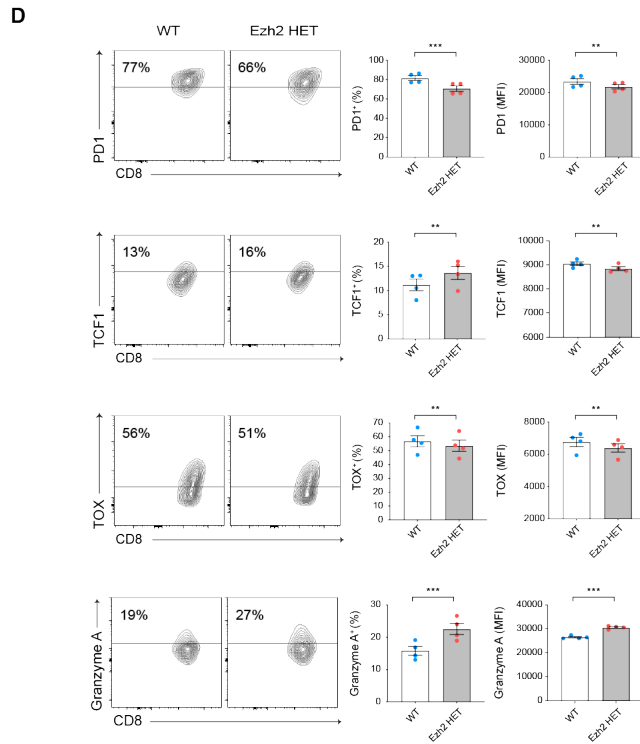 D
WT
Ezh2 HET
77%
66%
PD1
CD8
***
PD1⁺ (%)
100
80
60
40
20
0
WT
Ezh2 HET
**
PD1 (MFI)
30000
20000
10000
0
WT
Ezh2 HET
13%
16%
TCF1
CD8
**
TCF1⁺ (%)
20
15
10
5
0
WT
Ezh2 HET
**
TCF1 (MFI)
10000
9000
8000
7000
6000
WT
Ezh2 HET
56%
51%
TOX
CD8
**
TOX⁺ (%)
70
60
50
40
30
20
10
0
WT
Ezh2 HET
**
TOX (MFI)
8000
6000
4000
2000
WT
Ezh2 HET
19%
27%
Granzyme A
CD8
***
Granzyme A⁺ (%)
30
20
10
0
WT
Ezh2 HET
***
Granzyme A (MFI)
40000
30000
20000
10000
0
WT
Ezh2 HET